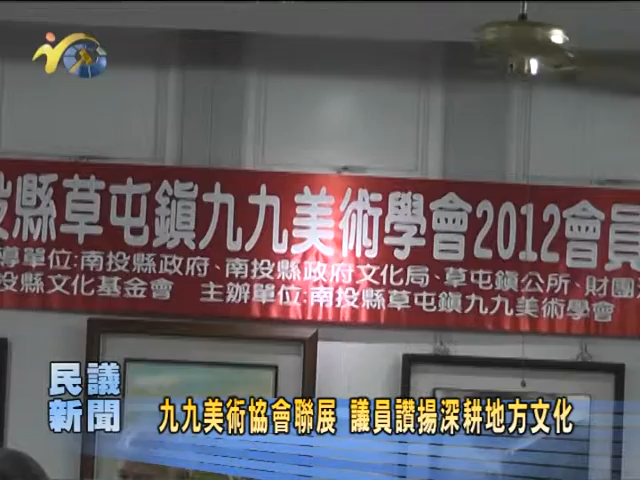 縣草屯鎮九九美術學會2012會員
導單位:南投縣政府、南投縣政府文化局、草屯鎮公所、財團
投縣文化基金會 主辦單位:南投縣草屯鎮九九美術學會
民議
新聞
九九美術協會聯展 議員讚揚深耕地方文化